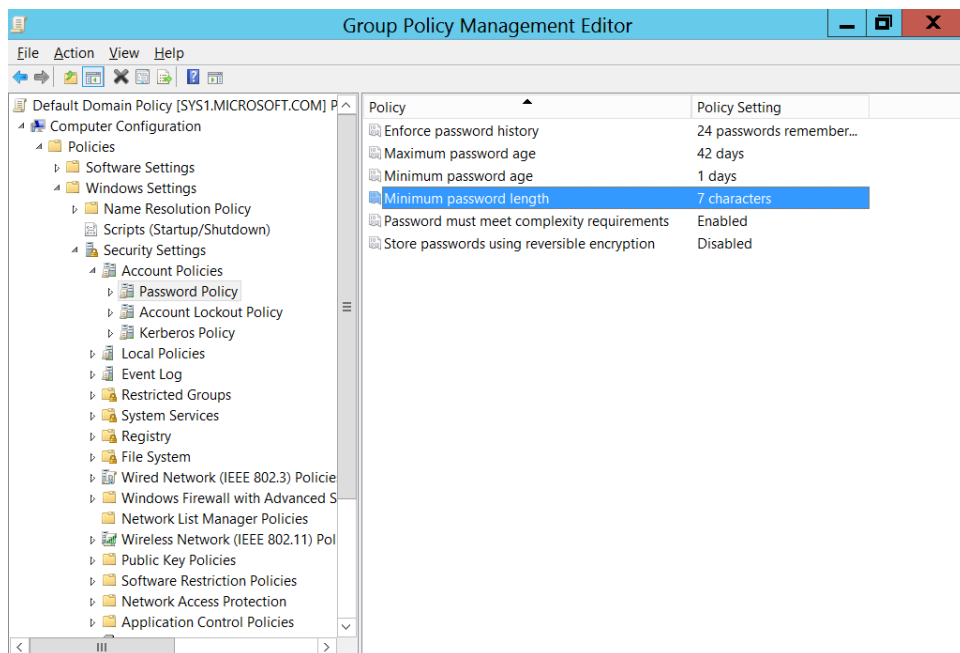 Group Policy Management Editor
File Action View Help
Default Domain Policy [SYS1.MICROSOFT.COM] P
Computer Configuration
Policies
Software Settings
Windows Settings
Name Resolution Policy
Scripts (Startup/Shutdown)
Security Settings
Account Policies
Password Policy
Account Lockout Policy
Kerberos Policy
Local Policies
Event Log
Restricted Groups
System Services
Registry
File System
Wired Network (IEEE 802.3) Policie
Windows Firewall with Advanced S
Network List Manager Policies
Wireless Network (IEEE 802.11) Pol
Public Key Policies
Software Restriction Policies
Network Access Protection
Application Control Policies
Policy Policy Setting
Enforce password history 24 passwords remember...
Maximum password age 42 days
Minimum password age 1 days
Minimum password length 7 characters
Password must meet complexity requirements Enabled
Store passwords using reversible encryption Disabled